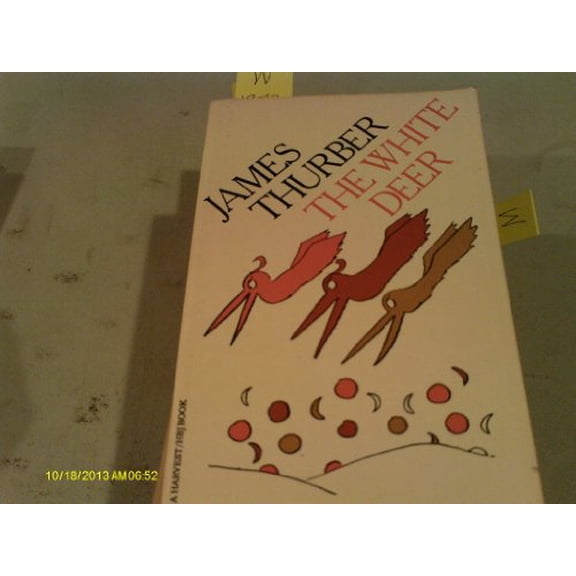 W
JAMES
THURBER
THE WHITE
DEER
W
A HARVEST/HBJ BOOK
10/18/2013 AM 06:52